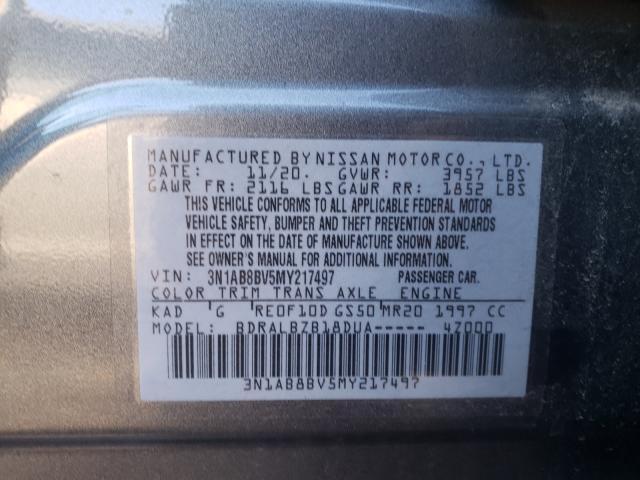 MANUFACTURED BY NISSAN MOTOR CO., LTD.
DATE: 11/20. GVWR: 3957 LBS
GAWR FR: 2116 LBS GAWR RR: 1852 LBS
THIS VEHICLE CONFORMS TO ALL APPLICABLE FEDERAL MOTOR
VEHICLE SAFETY, BUMPER AND THEFT PREVENTION STANDARDS
IN EFFECT ON THE DATE OF MANUFACTURE SHOWN ABOVE.
SEE OWNER'S MANUAL FOR ADDITIONAL INFORMATION.
VIN: 3N1AB8BV5MY217497 PASSENGER CAR.
COLOR TRIM TRANS AXLE ENGINE
KAD G RE0F10D GS50 MR20 1997 CC
MODEL: BDRALBZB18DUA----- 4Z000
3N1AB8BV5MY217497